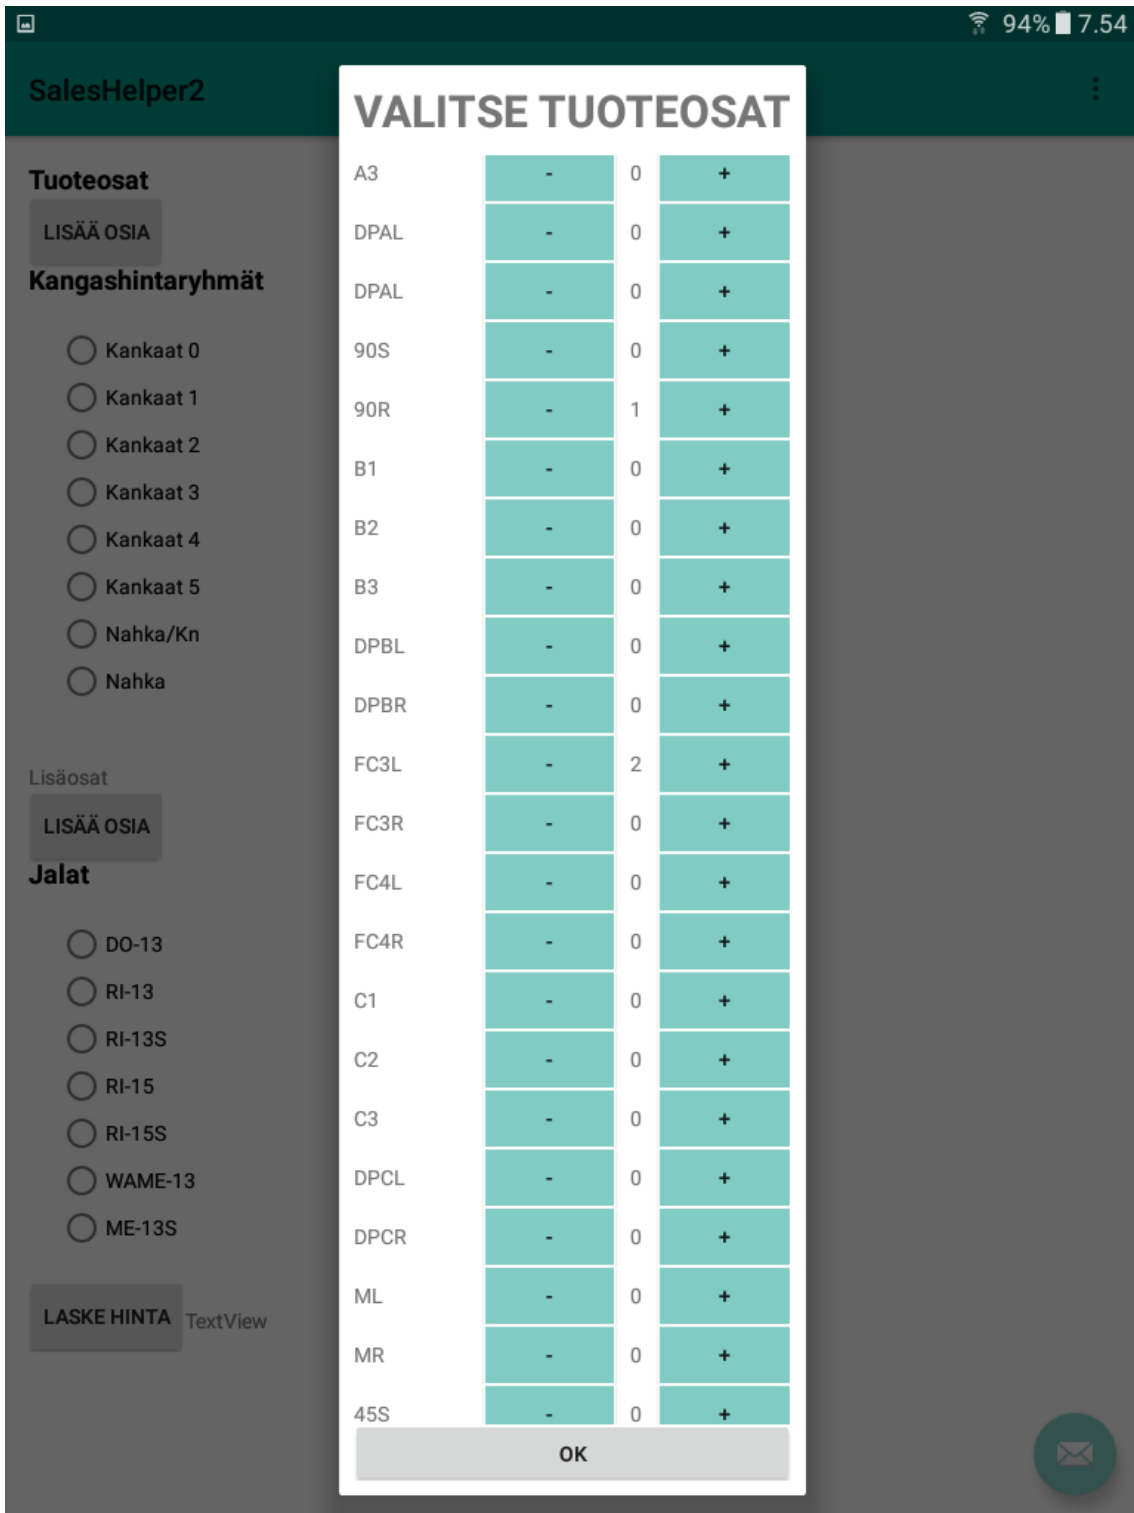 94% 7.54
SalesHelper2
Tuoteosat
LISÄÄ OSIA
Kangashintaryhmät
Kankaat 0
Kankaat 1
Kankaat 2
Kankaat 3
Kankaat 4
Kankaat 5
Nahka/Kn
Nahka
Lisäosat
LISÄÄ OSIA
Jalat
DO-13
RI-13
RI-13S
RI-15
RI-15S
WAME-13
ME-13S
LASKE HINTA TextView
VALITSE TUOTEOSAT
A3 - 0 +
DPAL - 0 +
DPAL - 0 +
90S - 0 +
90R - 1 +
B1 - 0 +
B2 - 0 +
B3 - 0 +
DPBL - 0 +
DPBR - 0 +
FC3L - 2 +
FC3R - 0 +
FC4L - 0 +
FC4R - 0 +
C1 - 0 +
C2 - 0 +
C3 - 0 +
DPCL - 0 +
DPCR - 0 +
ML - 0 +
MR - 0 +
45S - 0 +
OK